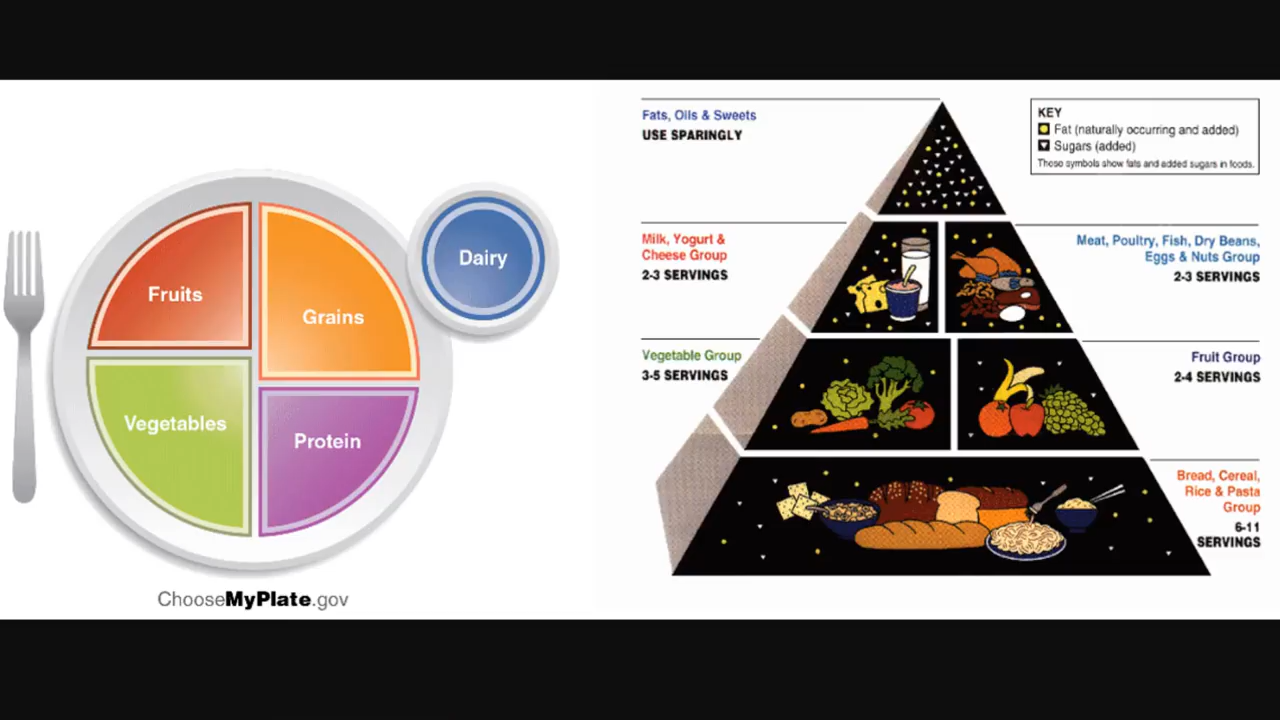 Fruits
Grains
Dairy
Vegetables
Protein
ChooseMyPlate.gov
Fats, Oils & Sweets
USE SPARINGLY
KEY
Fat (naturally occurring and added)
Sugars (added)
These symbols show fats and added sugars in foods.
Milk, Yogurt &
Cheese Group
2-3 SERVINGS
Meat, Poultry, Fish, Dry Beans,
Eggs & Nuts Group
2-3 SERVINGS
Vegetable Group
3-5 SERVINGS
Fruit Group
2-4 SERVINGS
Bread, Cereal,
Rice & Pasta
Group
6-11
SERVINGS